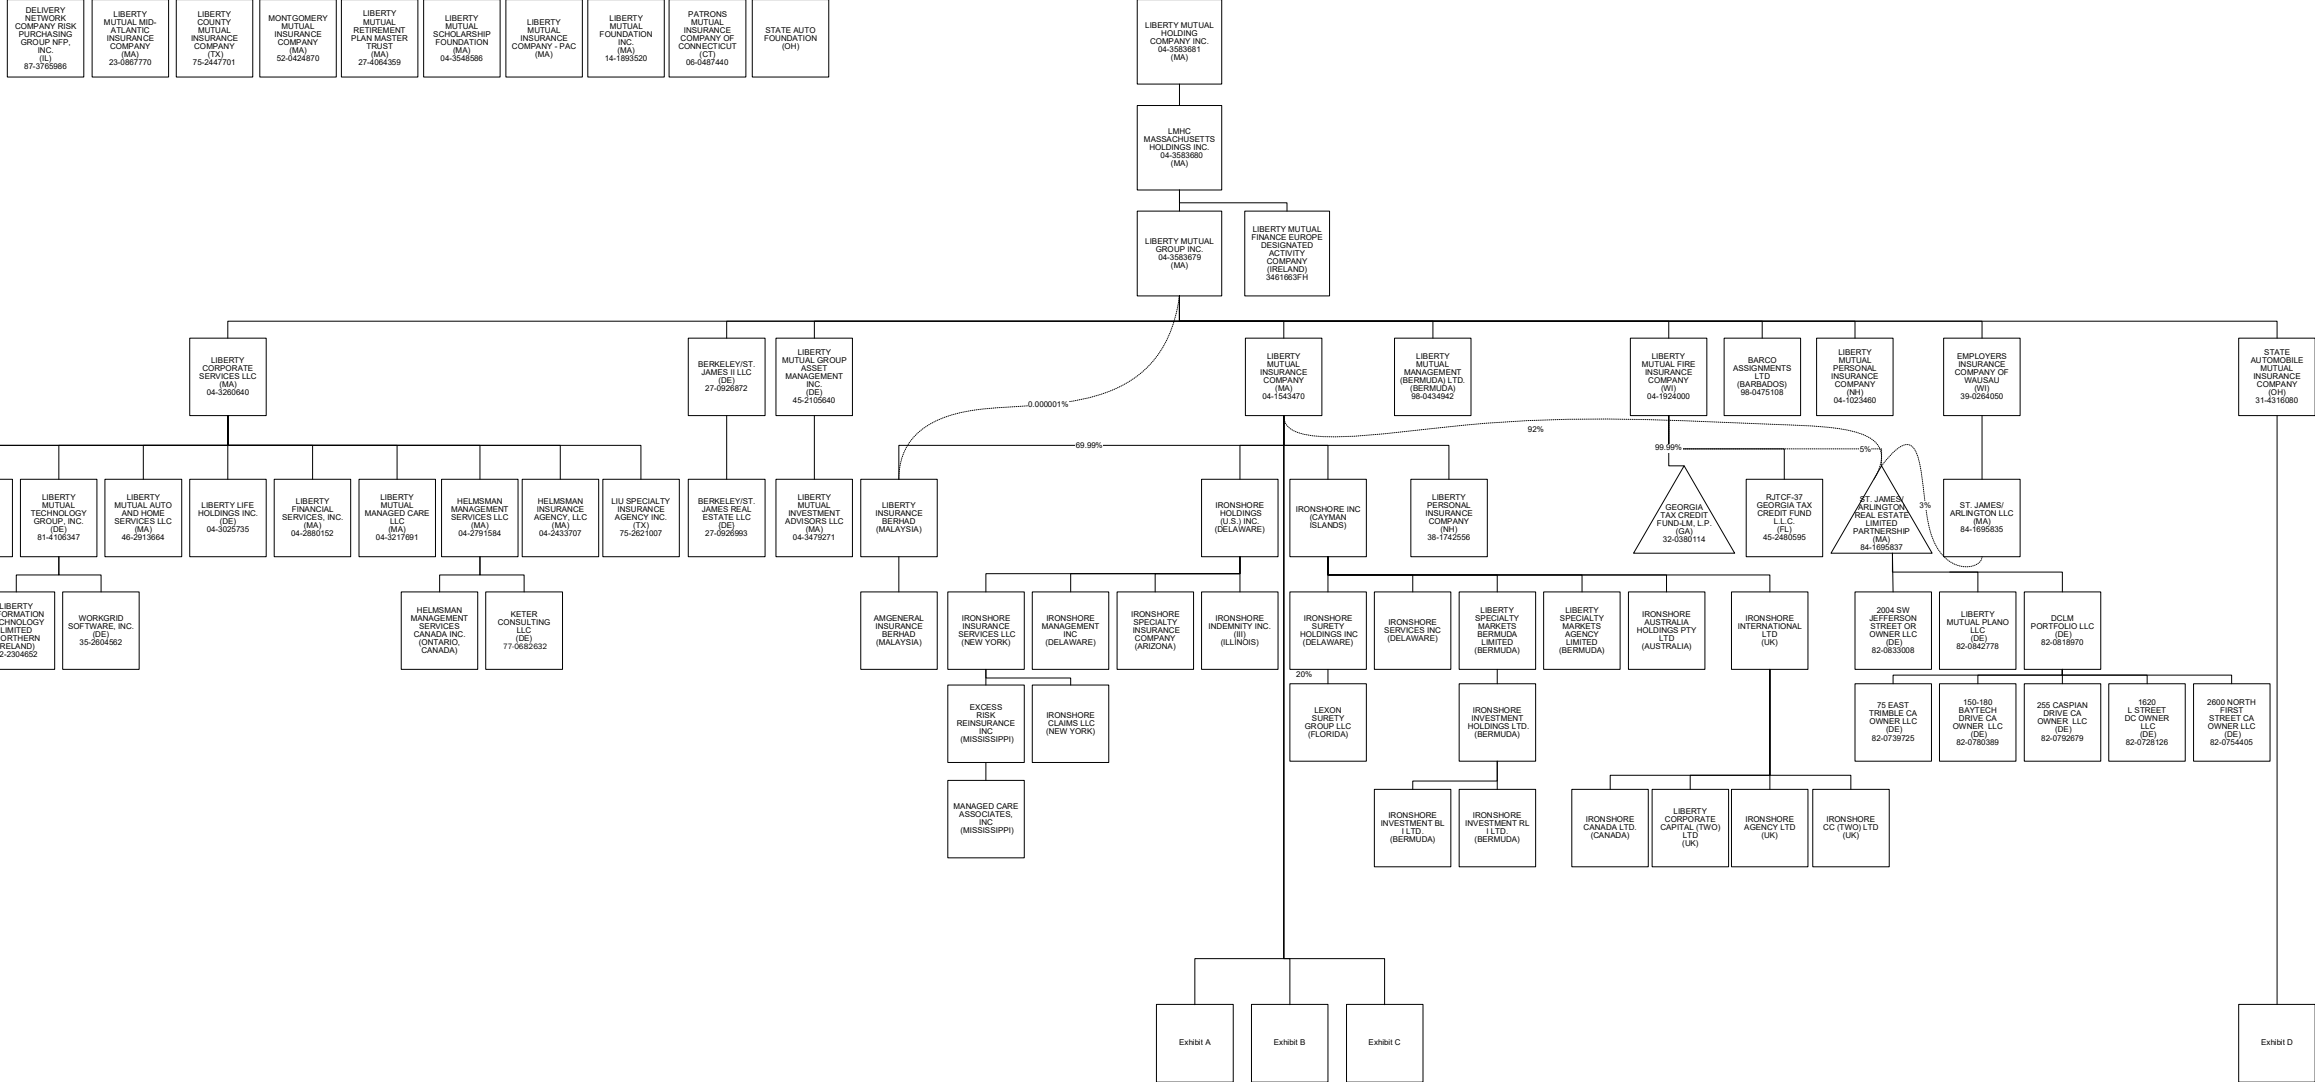 DELIVERY
NETWORK
COMPANY RISK
PURCHASING
GROUP NFP,
INC.
(IL)
87-3765986
LIBERTY
MUTUAL MID-
ATLANTIC
INSURANCE
COMPANY
(MA)
23-0867770
LIBERTY
COUNTY
MUTUAL
INSURANCE
COMPANY
(TX)
75-2447701
MONTGOMERY
MUTUAL
INSURANCE
COMPANY
(MA)
52-0424870
LIBERTY
MUTUAL
RETIREMENT
PLAN MASTER
TRUST
(MA)
27-4064359
LIBERTY
MUTUAL
SCHOLARSHIP
FOUNDATION
(MA)
04-3548586
LIBERTY
MUTUAL
INSURANCE
COMPANY - PAC
(MA)
LIBERTY
MUTUAL
FOUNDATION
INC.
(MA)
14-1893520
PATRONS
MUTUAL
INSURANCE
COMPANY OF
CONNECTICUT
(CT)
06-0487440
STATE AUTO
FOUNDATION
(OH)
LIBERTY MUTUAL
HOLDING
COMPANY INC.
04-3583681
(MA)
LMHC
MASSACHUSETTS
HOLDINGS INC.
04-3583680
(MA)
LIBERTY MUTUAL
GROUP INC.
04-3583679
(MA)
LIBERTY MUTUAL
FINANCE EUROPE
DESIGNATED
ACTIVITY
COMPANY
(IRELAND)
3461663FH
LIBERTY
CORPORATE
SERVICES LLC
(MA)
04-3260640
BERKELEY/ST.
JAMES II LLC
(DE)
27-0926872
LIBERTY
MUTUAL GROUP
ASSET
MANAGEMENT
INC.
(DE)
45-2105640
LIBERTY
MUTUAL
INSURANCE
COMPANY
(MA)
04-1543470
LIBERTY
MUTUAL
MANAGEMENT
(BERMUDA) LTD.
(BERMUDA)
98-0434942
LIBERTY
MUTUAL FIRE
INSURANCE
COMPANY
(WI)
04-1924000
BARCO
ASSIGNMENTS
LTD
(BARBADOS)
98-0475108
LIBERTY
MUTUAL
PERSONAL
INSURANCE
COMPANY
(NH)
04-1023460
EMPLOYERS
INSURANCE
COMPANY OF
WAUSAU
(WI)
39-0264050
STATE
AUTOMOBILE
MUTUAL
INSURANCE
COMPANY
(OH)
31-4316080
0.000001%
69.99%
92%
99.99%
5%
3%
LIBERTY
MUTUAL
TECHNOLOGY
GROUP, INC.
(DE)
81-4106347
LIBERTY
MUTUAL AUTO
AND HOME
SERVICES LLC
(MA)
46-2913664
LIBERTY LIFE
HOLDINGS INC.
(DE)
04-3025735
LIBERTY
FINANCIAL
SERVICES, INC.
(MA)
04-2880152
LIBERTY
MUTUAL
MANAGED CARE
LLC
(MA)
04-3217691
HELMSMAN
MANAGEMENT
SERVICES LLC
(MA)
04-2791584
HELMSMAN
INSURANCE
AGENCY, LLC
(MA)
04-2433707
LIU SPECIALTY
INSURANCE
AGENCY INC.
(TX)
75-2621007
BERKELEY/ST.
JAMES REAL
ESTATE LLC
(DE)
27-0926993
LIBERTY
MUTUAL
INVESTMENT
ADVISORS LLC
(MA)
04-3479271
LIBERTY
INSURANCE
BERHAD
(MALAYSIA)
IRONSHORE
HOLDINGS
(U.S.) INC.
(DELAWARE)
IRONSHORE INC
(CAYMAN
ISLANDS)
LIBERTY
PERSONAL
INSURANCE
COMPANY
(NH)
38-1742556
GEORGIA
TAX CREDIT
FUND-LM, L.P.
(GA)
32-0380114
RJTCF-37
GEORGIA TAX
CREDIT FUND
L.L.C.
(FL)
45-2480595
ST. JAMES/
ARLINGTON
REAL ESTATE
LIMITED
PARTNERSHIP
(MA)
84-1695837
ST. JAMES/
ARLINGTON LLC
(MA)
84-1695835
LIBERTY
FORMATION
CHNOLOGY
LIMITED
ORTHERN
RELAND)
2-2304652
WORKGRID
SOFTWARE, INC.
(DE)
35-2604562
HELMSMAN
MANAGEMENT
SERVICES
CANADA INC.
(ONTARIO,
CANADA)
KETER
CONSULTING
LLC
(DE)
77-0682632
AMGENERAL
INSURANCE
BERHAD
(MALAYSIA)
IRONSHORE
INSURANCE
SERVICES LLC
(NEW YORK)
IRONSHORE
MANAGEMENT
INC
(DELAWARE)
IRONSHORE
SPECIALTY
INSURANCE
COMPANY
(ARIZONA)
IRONSHORE
INDEMNITY INC.
(III)
(ILLINOIS)
IRONSHORE
SURETY
HOLDINGS INC
(DELAWARE)
IRONSHORE
SERVICES INC
(DELAWARE)
LIBERTY
SPECIALTY
MARKETS
BERMUDA
LIMITED
(BERMUDA)
LIBERTY
SPECIALTY
MARKETS
AGENCY
LIMITED
(BERMUDA)
IRONSHORE
AUSTRALIA
HOLDINGS PTY
LTD
(AUSTRALIA)
IRONSHORE
INTERNATIONAL
LTD
(UK)
2004 SW
JEFFERSON
STREET OR
OWNER LLC
(DE)
82-0833008
LIBERTY
MUTUAL PLANO
LLC
(DE)
82-0842778
DCLM
PORTFOLIO LLC
(DE)
82-0818970
20%
EXCESS
RISK
REINSURANCE
INC
(MISSISSIPPI)
IRONSHORE
CLAIMS LLC
(NEW YORK)
LEXON
SURETY
GROUP LLC
(FLORIDA)
IRONSHORE
INVESTMENT
HOLDINGS LTD.
(BERMUDA)
75 EAST
TRIMBLE CA
OWNER LLC
(DE)
82-0739725
150-180
BAYTECH
DRIVE CA
OWNER LLC
(DE)
82-0780389
255 CASPIAN
DRIVE CA
OWNER LLC
(DE)
82-0792679
1620
L STREET
DC OWNER
LLC
(DE)
82-0728126
2600 NORTH
FIRST
STREET CA
OWNER LLC
(DE)
82-0754405
MANAGED CARE
ASSOCIATES,
INC
(MISSISSIPPI)
IRONSHORE
INVESTMENT BL
I LTD.
(BERMUDA)
IRONSHORE
INVESTMENT RL
I LTD.
(BERMUDA)
IRONSHORE
CANADA LTD.
(CANADA)
LIBERTY
CORPORATE
CAPITAL (TWO)
LTD
(UK)
IRONSHORE
AGENCY LTD
(UK)
IRONSHORE
CC (TWO) LTD
(UK)
Exhibit A
Exhibit B
Exhibit C
Exhibit D